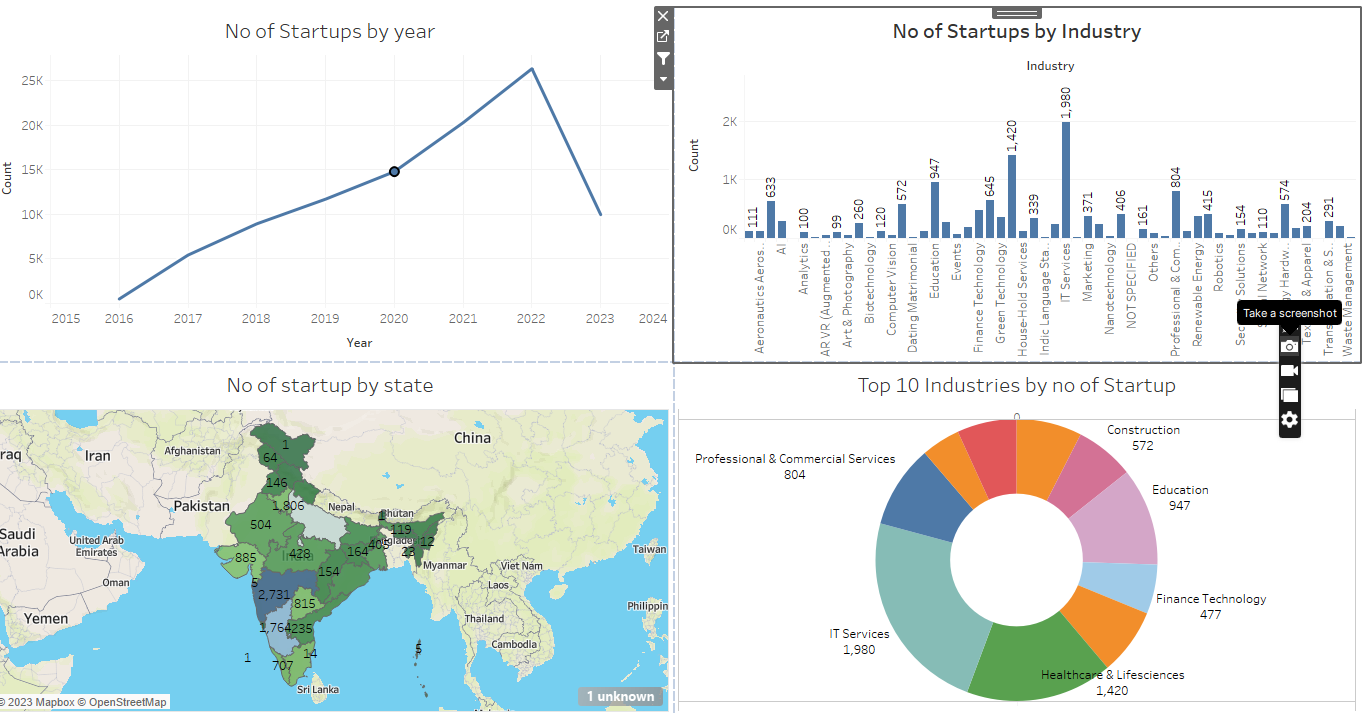 No of Startups by year
25K
20K
15K
10K
5K
0K
Count
2015 2016 2017 2018 2019 2020 2021 2022 2023 2024
Year
No of Startups by Industry
Industry
2K
1K
0K
Count
111
633
100
99
260
120
572
947
645
1,420
339
1,980
371
406
161
804
415
154
110
574
204
291
Aeronautics Aeros..
AI
Analytics
AR VR (Augmented..
Art & Photography
Biotechnology
Computer Vision
Dating Matrimonial
Education
Events
Finance Technology
Green Technology
House-Hold Services
Indic Language Sta..
IT Services
Marketing
Nanotechnology
NOT SPECIFIED
Others
Professional & Com..
Renewable Energy
Robotics
Solutions
Network
& Apparel
Waste Management
Take a screenshot
No of startup by state
China
Iran
Afghanistan
Pakistan
Nepal
Bhutan
Saudi
Arabia
United Arab
Emirates
Oman
Yemen
India
Myanmar
Viet Nam
Laos
Thailand
Cambodia
Taiwan
Philippin
Sri Lanka
1
64
146
1,806
504
1
119
12
23
405
164
428
885
154
5
2,731
815
1,764
235
1
14
707
5
1 unknown
© 2023 Mapbox © OpenStreetMap
Top 10 Industries by no of Startup
Construction
572
Professional & Commercial Services
804
Education
947
Finance Technology
477
IT Services
1,980
Healthcare & Lifesciences
1,420